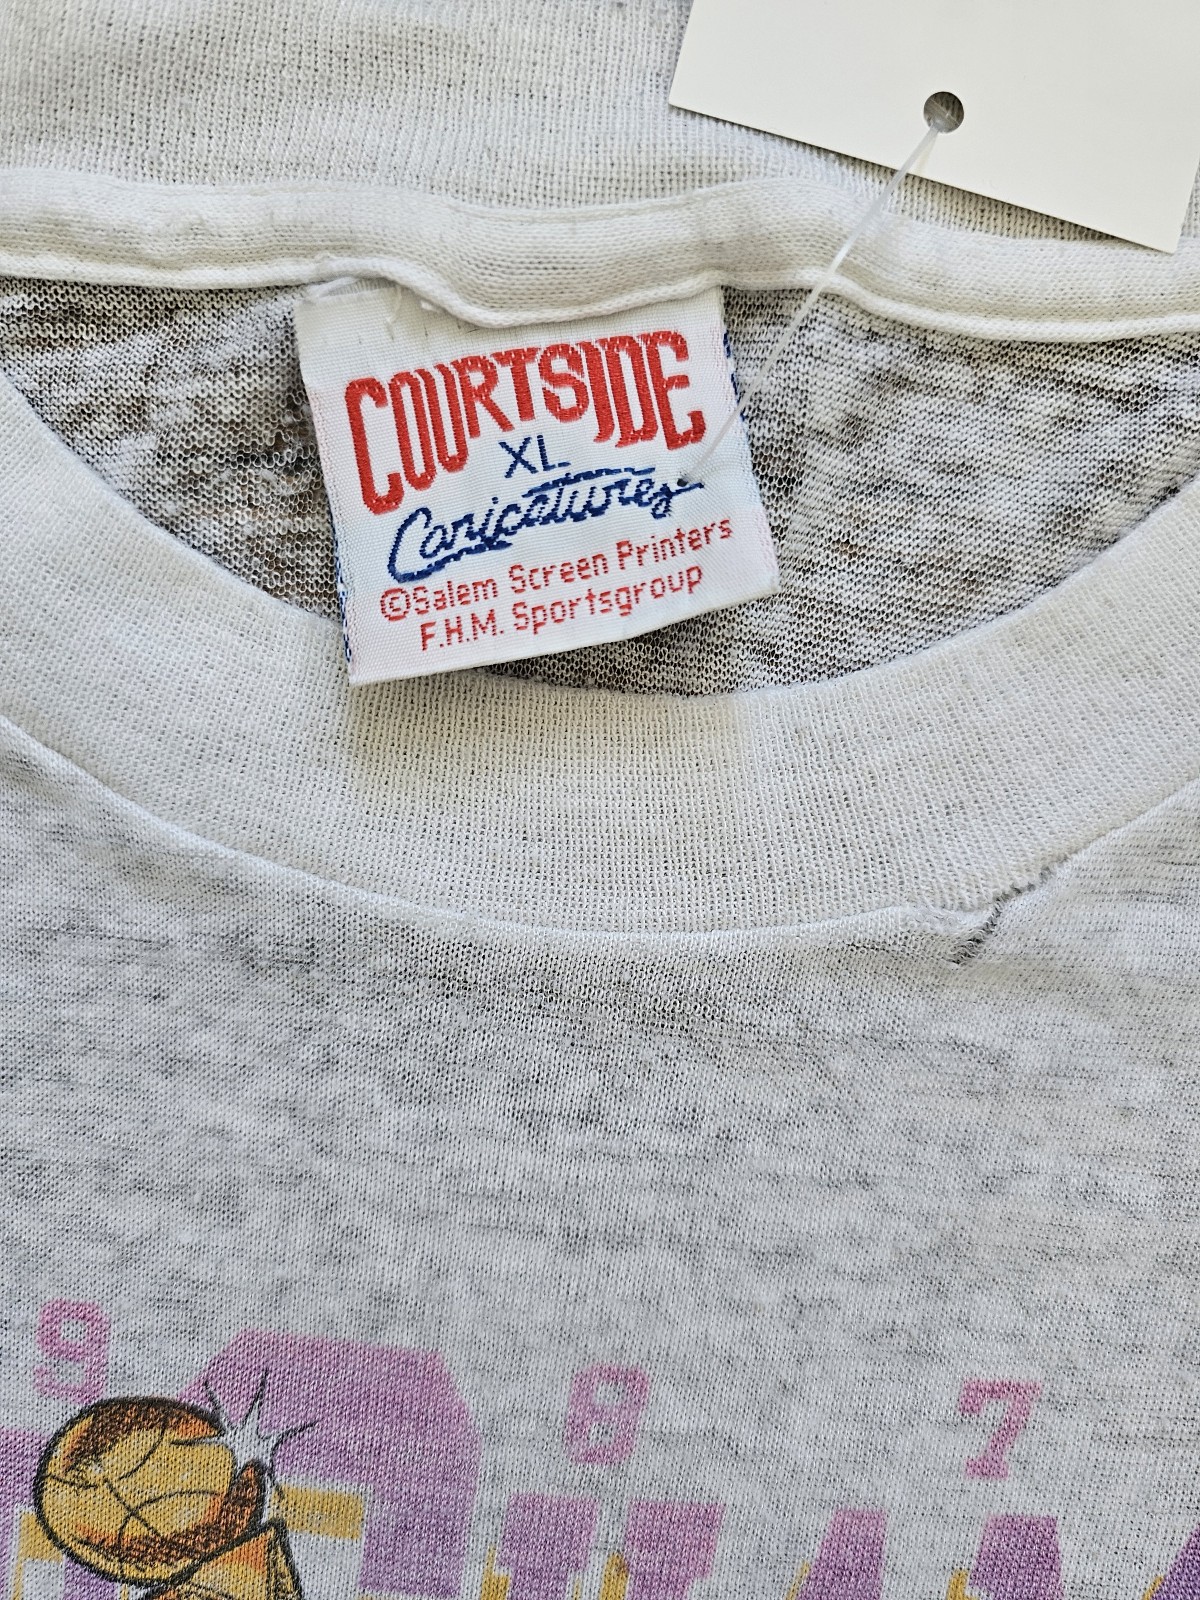 COURTSIDE
XL
Caricatures
©Salem Screen Printers
F.H.M. Sportsgroup
9 8 7